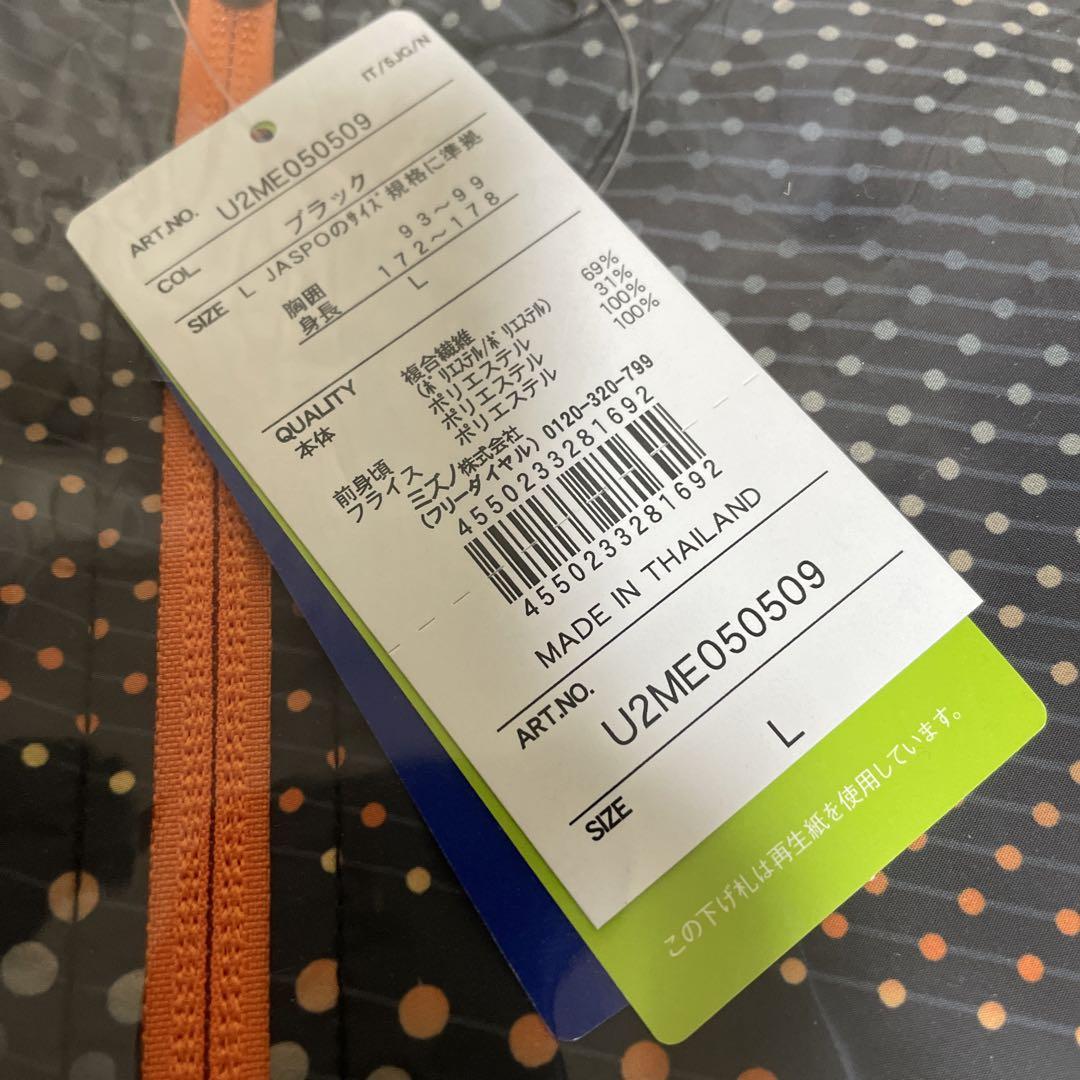 IT/SJG/N
ART.NO. U2ME050509
COL. ブラック
SIZE L JASPOのサイズ規格に準拠
胸囲 93~99
身長 172~178
L
QUALITY
本体 複合繊維 69%
(ポリエステル/ポリエステル)
ポリエステル 31%
前身頃 ポリエステル 100%
フライス ポリエステル 100%
ミズノ株式会社
(フリーダイヤル) 0120-320-799
4550233281692
4550233281692
MADE IN THAILAND
ART.NO. U2ME050509
SIZE L
この下げ札は再生紙を使用しています。